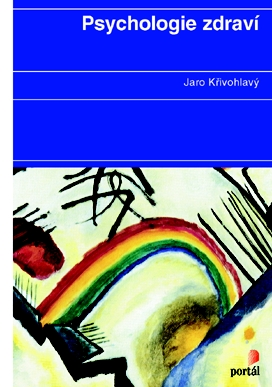 Psychologie zdraví
Jaro Křivohlavý
portál